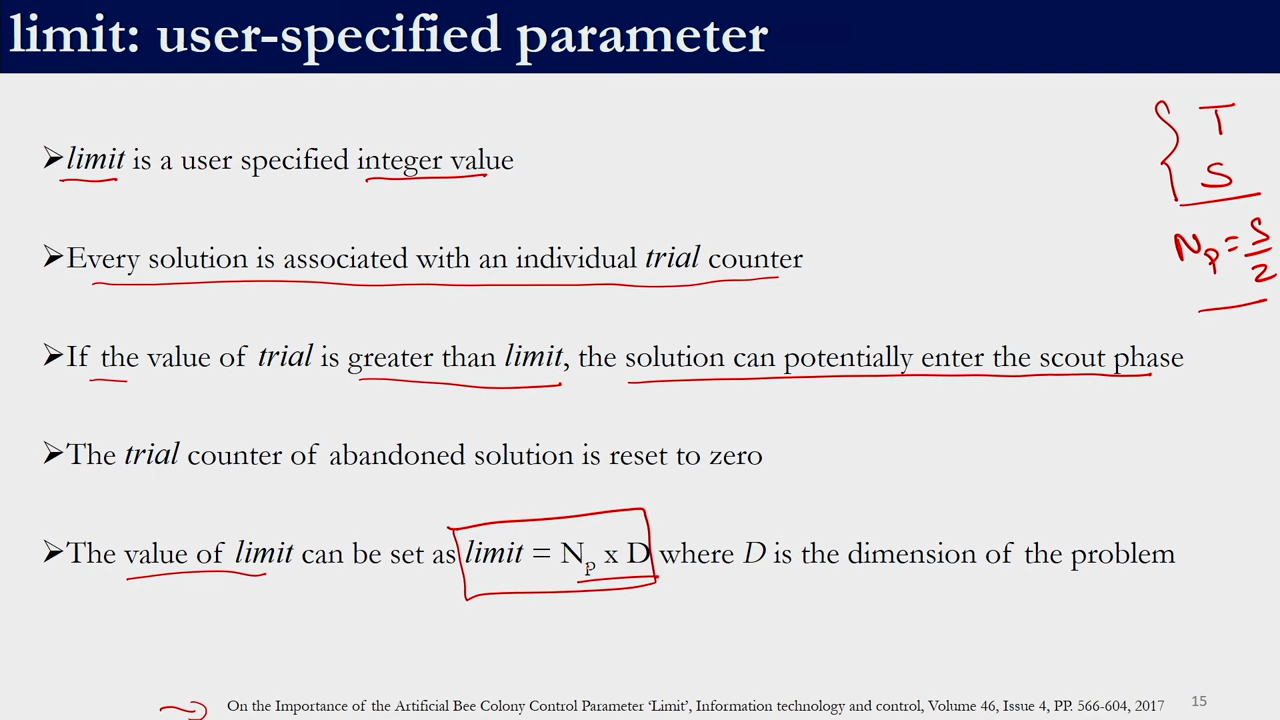 limit: user-specified parameter
➢limit is a user specified integer value
➢Every solution is associated with an individual trial counter
➢If the value of trial is greater than limit, the solution can potentially enter the scout phase
➢The trial counter of abandoned solution is reset to zero
➢The value of limit can be set as limit = Np x D where D is the dimension of the problem
T
S
Np = S/2
On the Importance of the Artificial Bee Colony Control Parameter ‘Limit’, Information technology and control, Volume 46, Issue 4, PP. 566-604, 2017
15